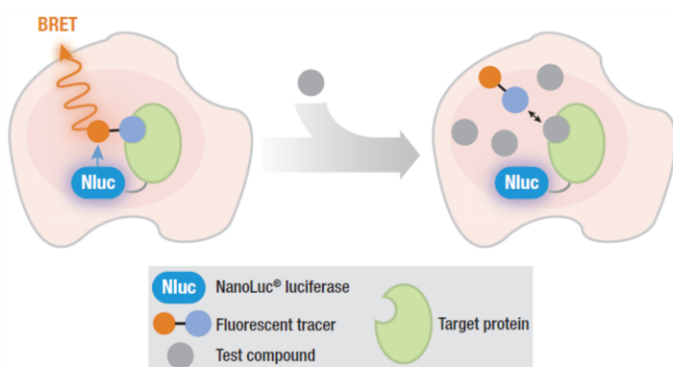 BRET
Nluc
Nluc
Nluc NanoLuc® luciferase
Fluorescent tracer
Test compound
Target protein